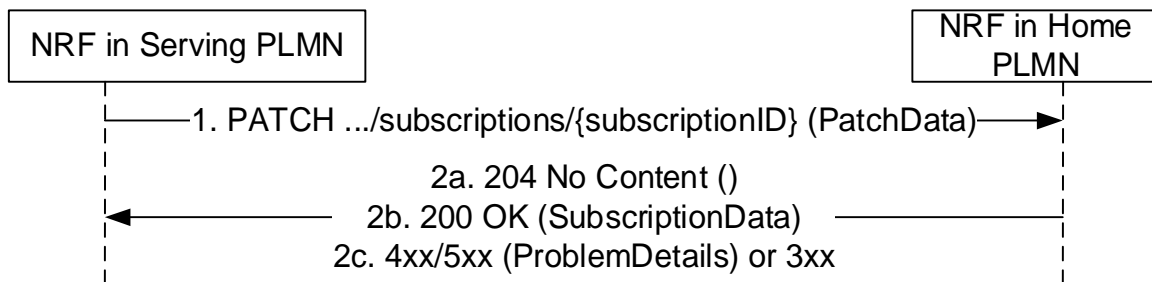 NRF in Serving PLMN
NRF in Home
PLMN
1. PATCH .../subscriptions/{subscriptionID} (PatchData)
2a. 204 No Content ()
2b. 200 OK (SubscriptionData)
2c. 4xx/5xx (ProblemDetails) or 3xx